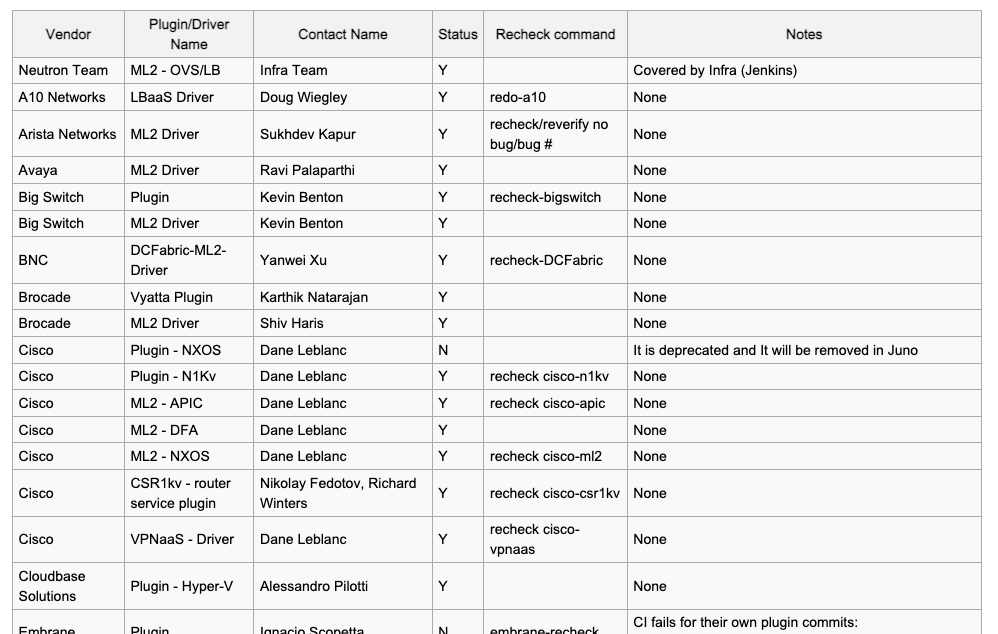 Vendor Plugin/Driver Name Contact Name Status Recheck command Notes
Neutron Team ML2 - OVS/LB Infra Team Y Covered by Infra (Jenkins)
A10 Networks LBaaS Driver Doug Wiegley Y redo-a10 None
Arista Networks ML2 Driver Sukhdev Kapur Y recheck/reverify no bug/bug # None
Avaya ML2 Driver Ravi Palaparthi Y None
Big Switch Plugin Kevin Benton Y recheck-bigswitch None
Big Switch ML2 Driver Kevin Benton Y None
BNC DCFabric-ML2-Driver Yanwei Xu Y recheck-DCFabric None
Brocade Vyatta Plugin Karthik Natarajan Y None
Brocade ML2 Driver Shiv Haris Y None
Cisco Plugin - NXOS Dane Leblanc N It is deprecated and It will be removed in Juno
Cisco Plugin - N1Kv Dane Leblanc Y recheck cisco-n1kv None
Cisco ML2 - APIC Dane Leblanc Y recheck cisco-apic None
Cisco ML2 - DFA Dane Leblanc Y None
Cisco ML2 - NXOS Dane Leblanc Y recheck cisco-ml2 None
Cisco CSR1kv - router service plugin Nikolay Fedotov, Richard Winters Y recheck cisco-csr1kv None
Cisco VPNaaS - Driver Dane Leblanc Y recheck cisco-vpnaas None
Cloudbase Solutions Plugin - Hyper-V Alessandro Pilotti Y None
Embrane Plugin Ignacio Scopetta N embrane-recheck CI fails for their own plugin commits: